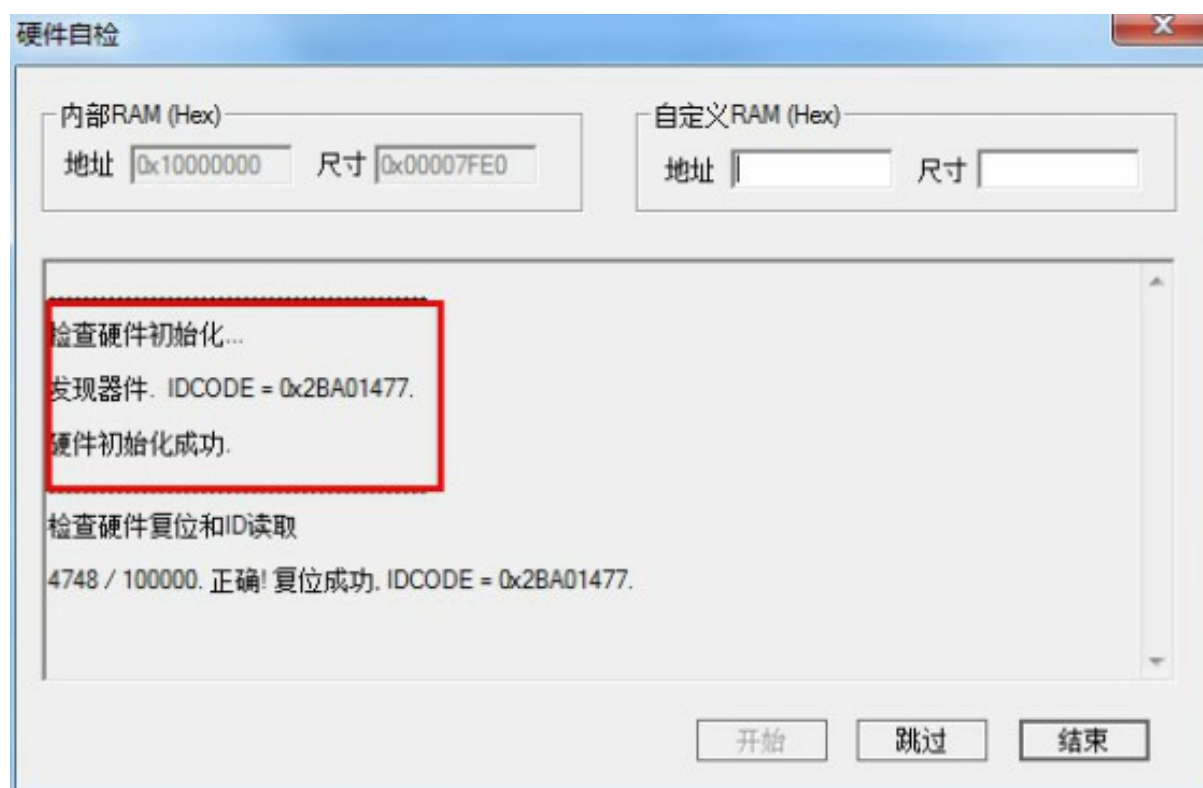 硬件自检
内部RAM (Hex)
地址 0x10000000 尺寸 0x00007FE0
自定义RAM (Hex)
地址 尺寸
检查硬件初始化...
发现器件. IDCODE = 0x2BA01477.
硬件初始化成功.
检查硬件复位和ID读取
4748 / 100000. 正确! 复位成功. IDCODE = 0x2BA01477.
开始 跳过 结束